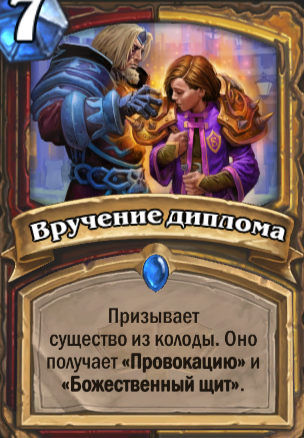 7
Вручение диплома
Призывает
существо из колоды. Оно
получает «Провокацию» и
«Божественный щит».